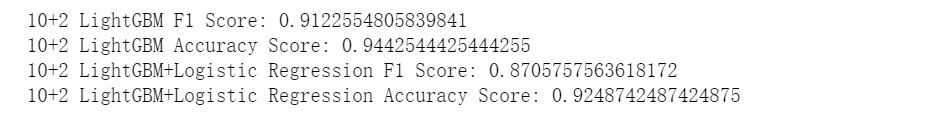 10+2 LightGBM F1 Score: 0.9122554805839841
10+2 LightGBM Accuracy Score: 0.9442544425444255
10+2 LightGBM+Logistic Regression F1 Score: 0.8705757563618172
10+2 LightGBM+Logistic Regression Accuracy Score: 0.9248742487424875